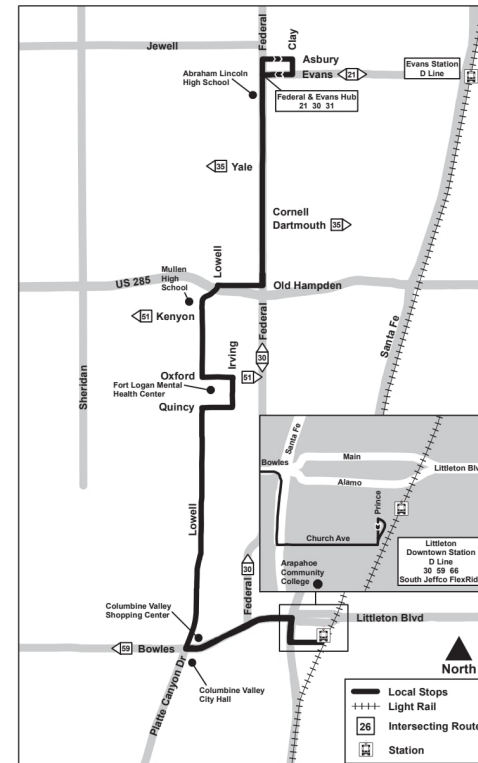 Jewell
Federal
Clay
Asbury
Evans
21
Evans Station
D Line
Abraham Lincoln
High School
Federal & Evans Hub
21 30 31
35
Yale
Cornell
Dartmouth
35
Lowell
US 285
Mullen
High
School
Old Hampden
51
Kenyon
Federal
30
Santa Fe
Sheridan
Oxford
Irving
51
Fort Logan Mental
Health Center
Quincy
Santa Fe
Bowles
Main
Littleton Blv
Alamo
Prince
Church Ave
Littleton
Downtown Station
D Line
30 59 66
South Jeffco FlexRid
Lowell
30
Federal
Arapahoe
Community
College
Columbine Valley
Shopping Center
Littleton Blvd
59
Bowles
Platte Canyon Dr
Columbine Valley
City Hall
North
Local Stops
Light Rail
26
Intersecting Route
Station